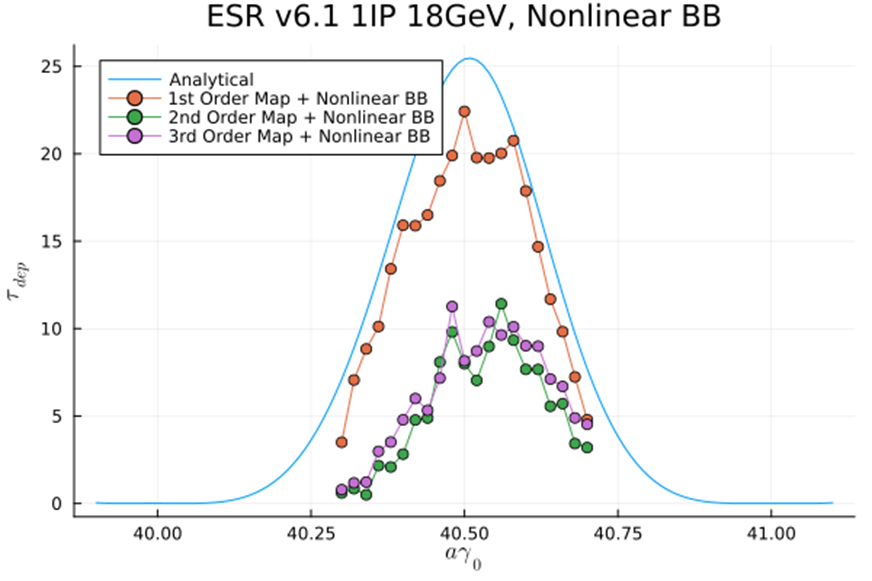 ESR v6.1 1IP 18GeV, Nonlinear BB
Analytical
1st Order Map + Nonlinear BB
2nd Order Map + Nonlinear BB
3rd Order Map + Nonlinear BB
25
20
15
10
5
0
τ_dep
40.00 40.25 40.50 40.75 41.00
aγ₀